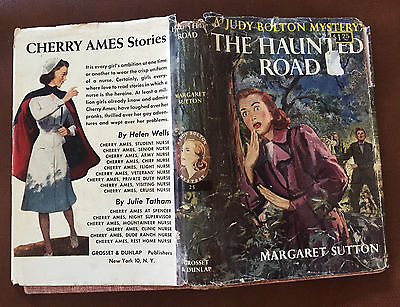 CHERRY AMES Stories
It is every girl's ambition at one time
or another to wear the crisp uniform
of a nurse. Certainly, girls every-
where love to read stories in which a
nurse is the heroine. At least a mil-
lion girls already know and admire
Cherry Ames; have laughed over and
thrilled over her gay adven-
tures and wept over her problems.
By Helen Wells
CHERRY AMES, STUDENT NURSE
CHERRY AMES, SENIOR NURSE
CHERRY AMES, ARMY NURSE
CHERRY AMES, CHIEF NURSE
CHERRY AMES, FLIGHT NURSE
CHERRY AMES, VETERANS' NURSE
CHERRY AMES, PRIVATE DUTY NURSE
CHERRY AMES, VISITING NURSE
CHERRY AMES, CRUISE NURSE
By Julie Tatham
CHERRY AMES AT SPENCER
CHERRY AMES, NIGHT SUPERVISOR
CHERRY AMES, MOUNTAINEER NURSE
CHERRY AMES, CLINIC NURSE
CHERRY AMES, DUDE RANCH NURSE
CHERRY AMES, REST HOME NURSE
GROSSET & DUNLAP Publishers
New York 10, N. Y.
ROAD
MARGARET
SUTTON
JUDY BOLTON
25
GROSSET
& DUNLAP
A JUDY BOLTON MYSTERY
$1.25
THE HAUNTED
ROAD
MARGARET SUTTON